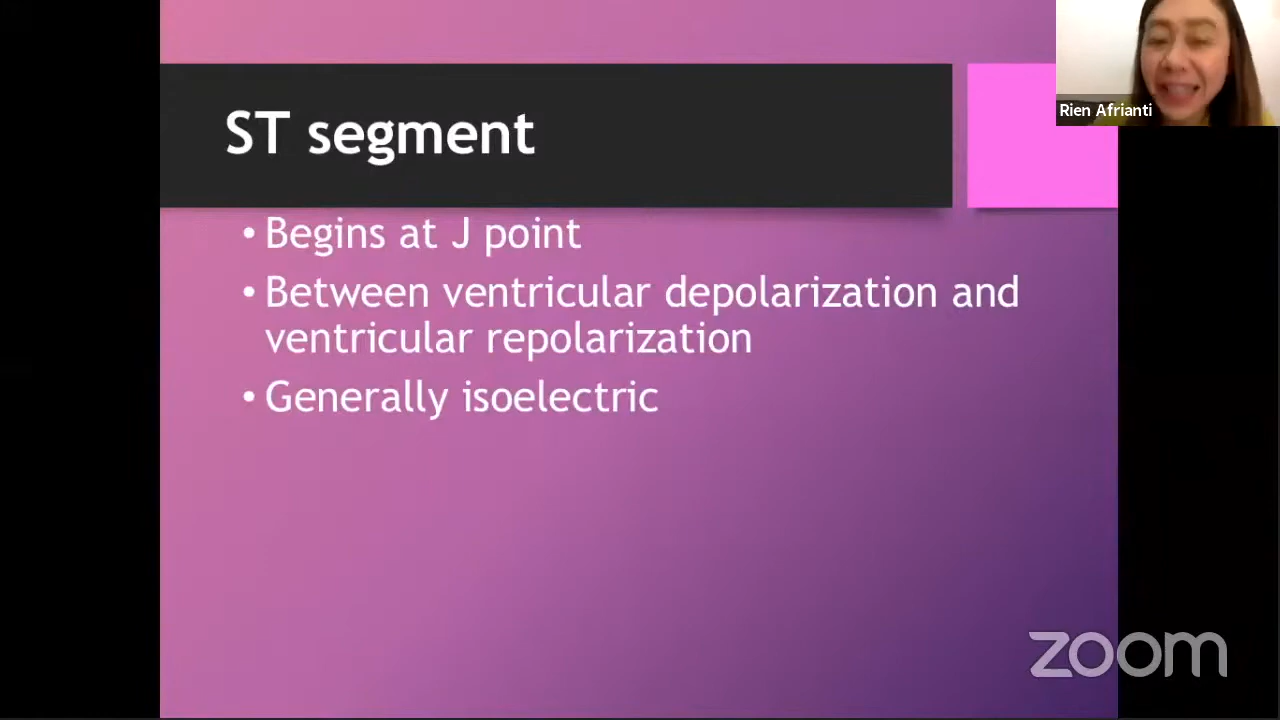 ST segment
Rien Afrianti
• Begins at J point
• Between ventricular depolarization and
ventricular repolarization
• Generally isoelectric
zoom